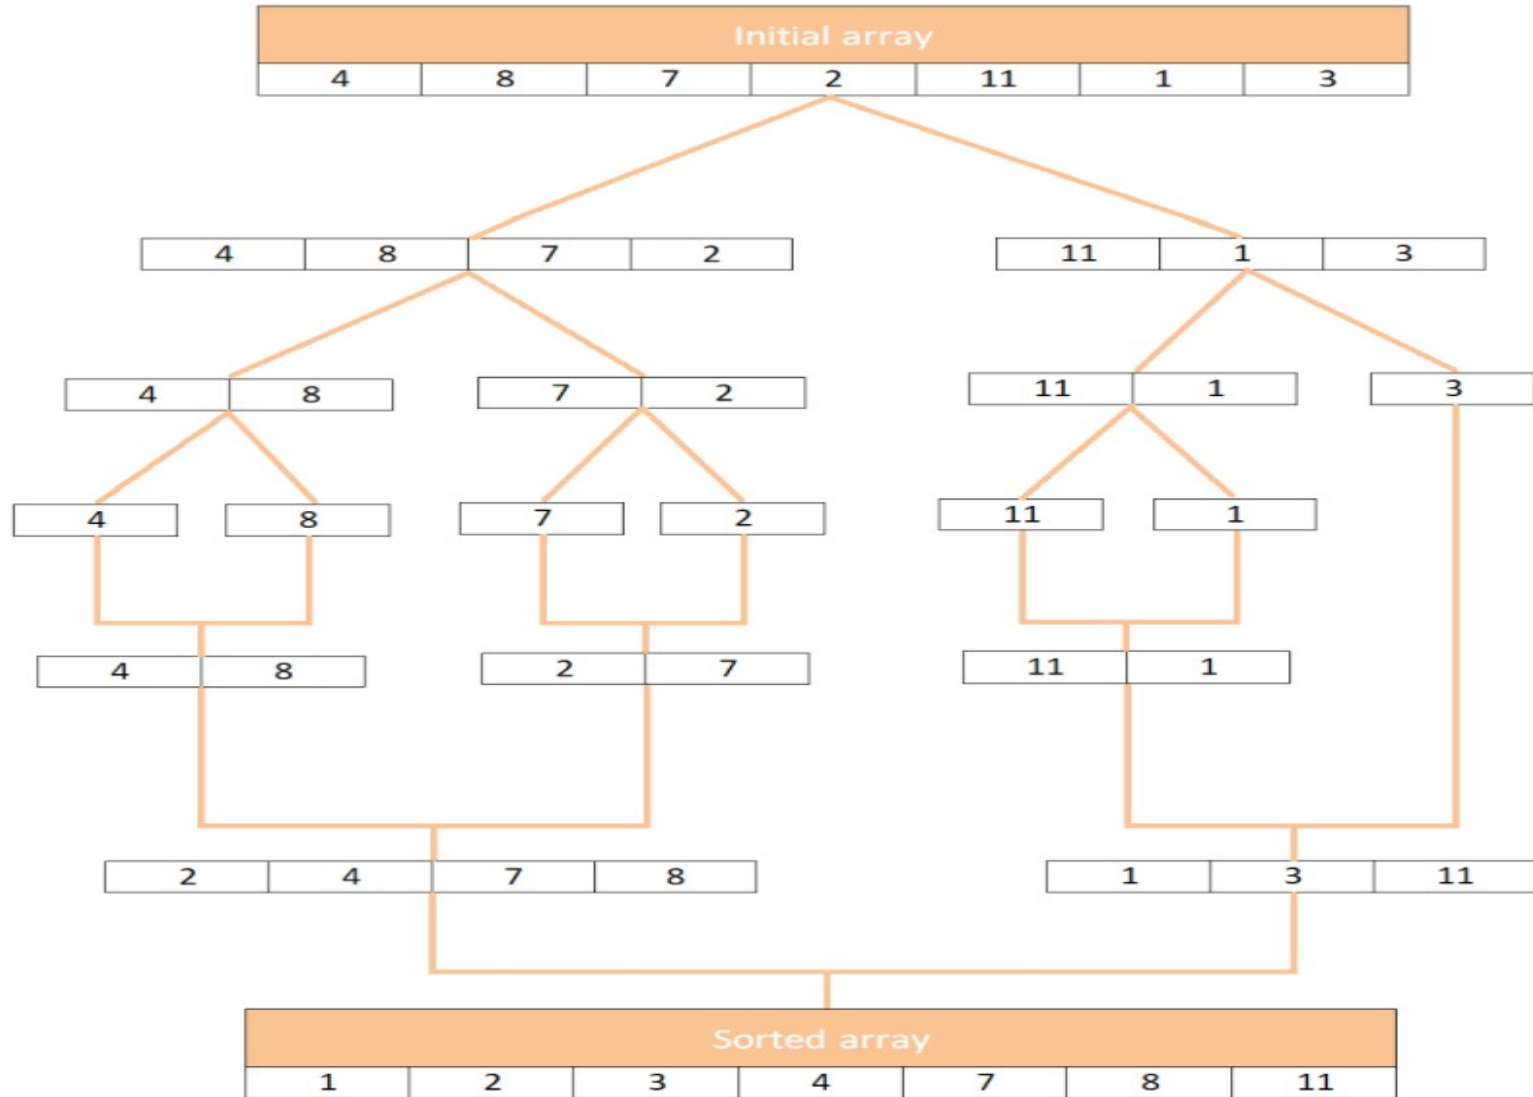 Initial array
4 8 7 2 11 1 3
4 8 7 2 11 1 3
4 8 7 2 11 1 3
4 8 7 2 11 1
4 8 2 7 11 1
2 4 7 8 1 3 11
Sorted array
1 2 3 4 7 8 11